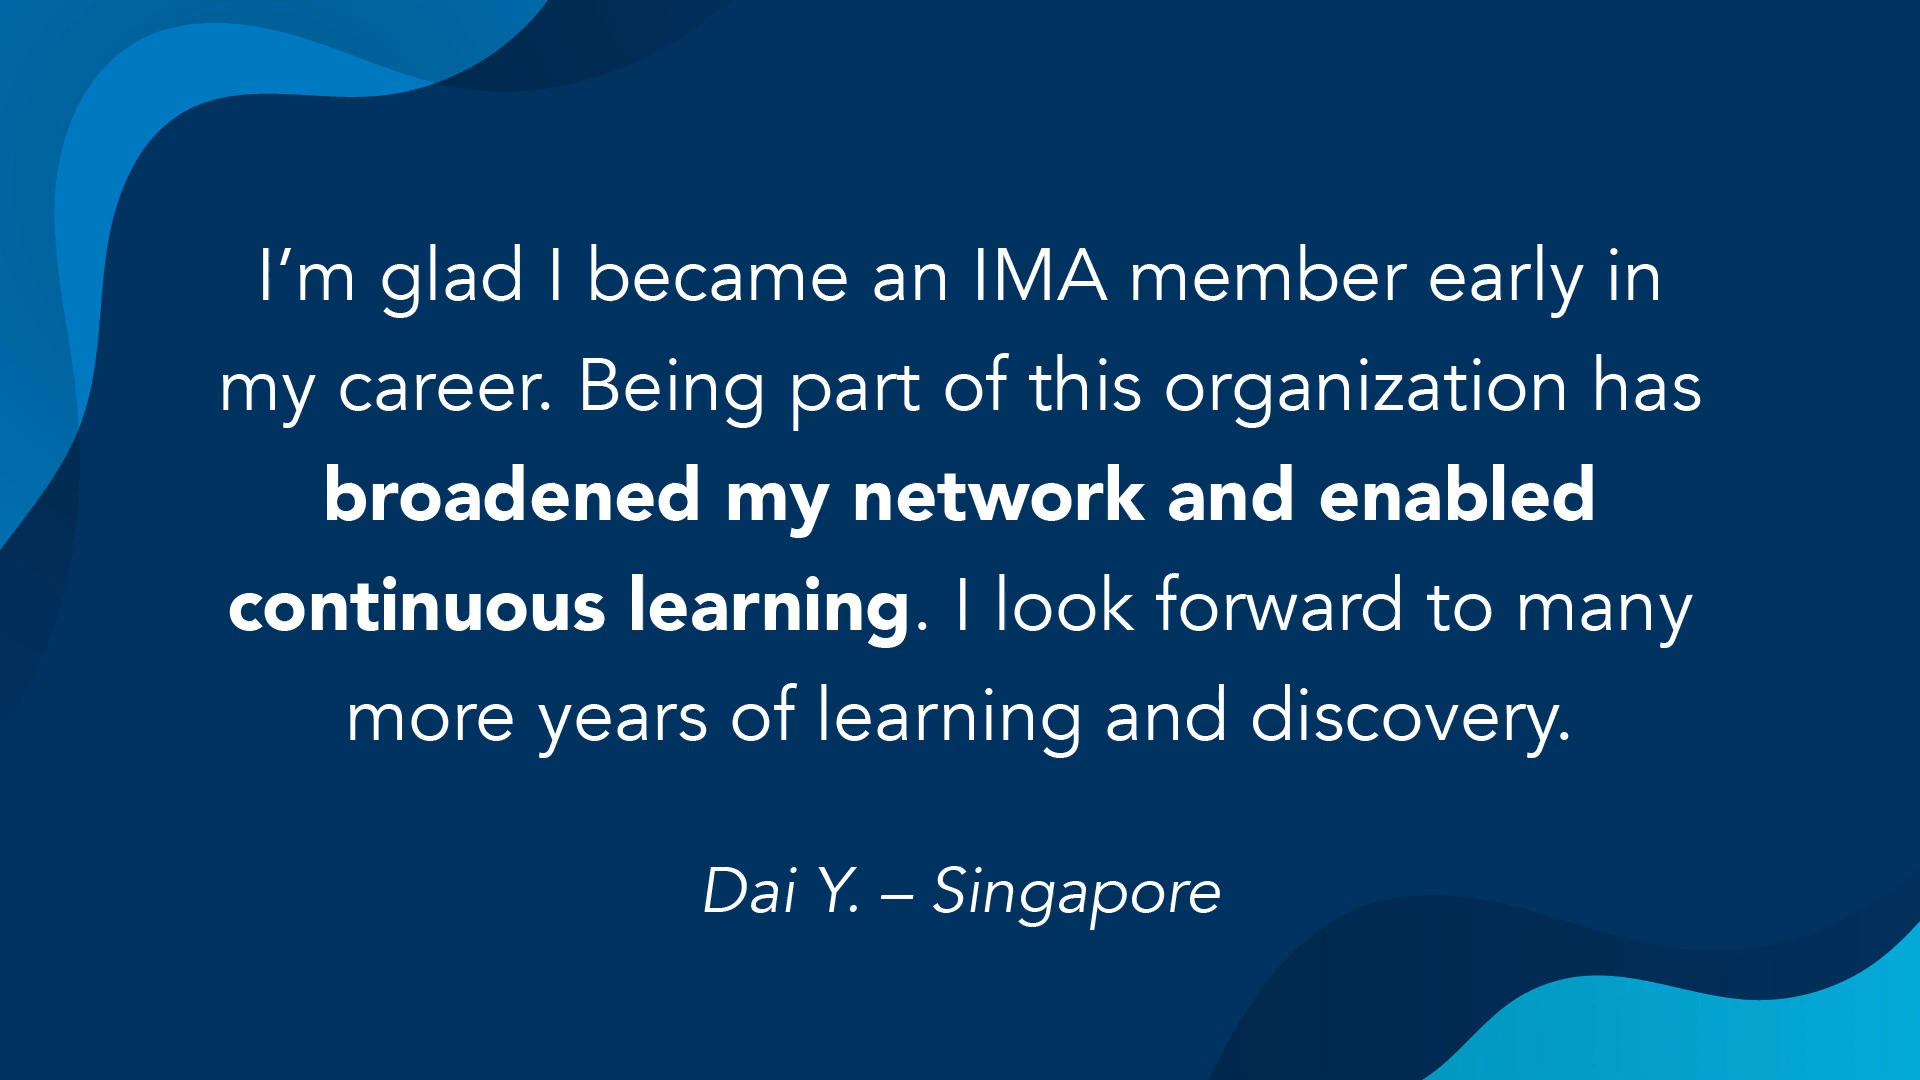 I’m glad I became an IMA member early in
my career. Being part of this organization has
broadened my network and enabled
continuous learning. I look forward to many
more years of learning and discovery.
Dai Y. – Singapore